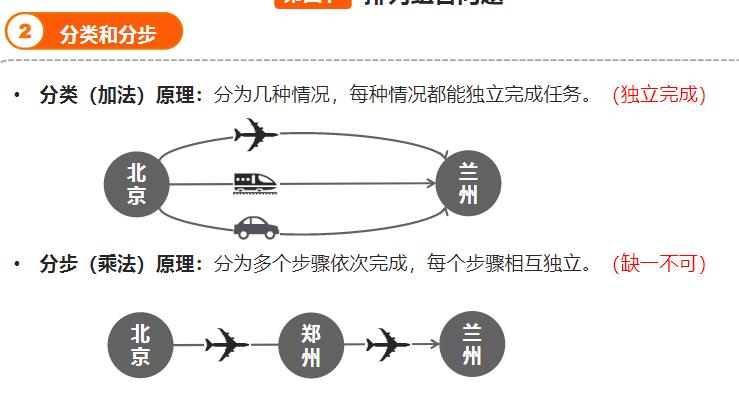 2 分类和分步
• 分类（加法）原理：分为几种情况，每种情况都能独立完成任务。（独立完成）
北京
兰州
• 分步（乘法）原理：分为多个步骤依次完成，每个步骤相互独立。（缺一不可）
北京
郑州
兰州